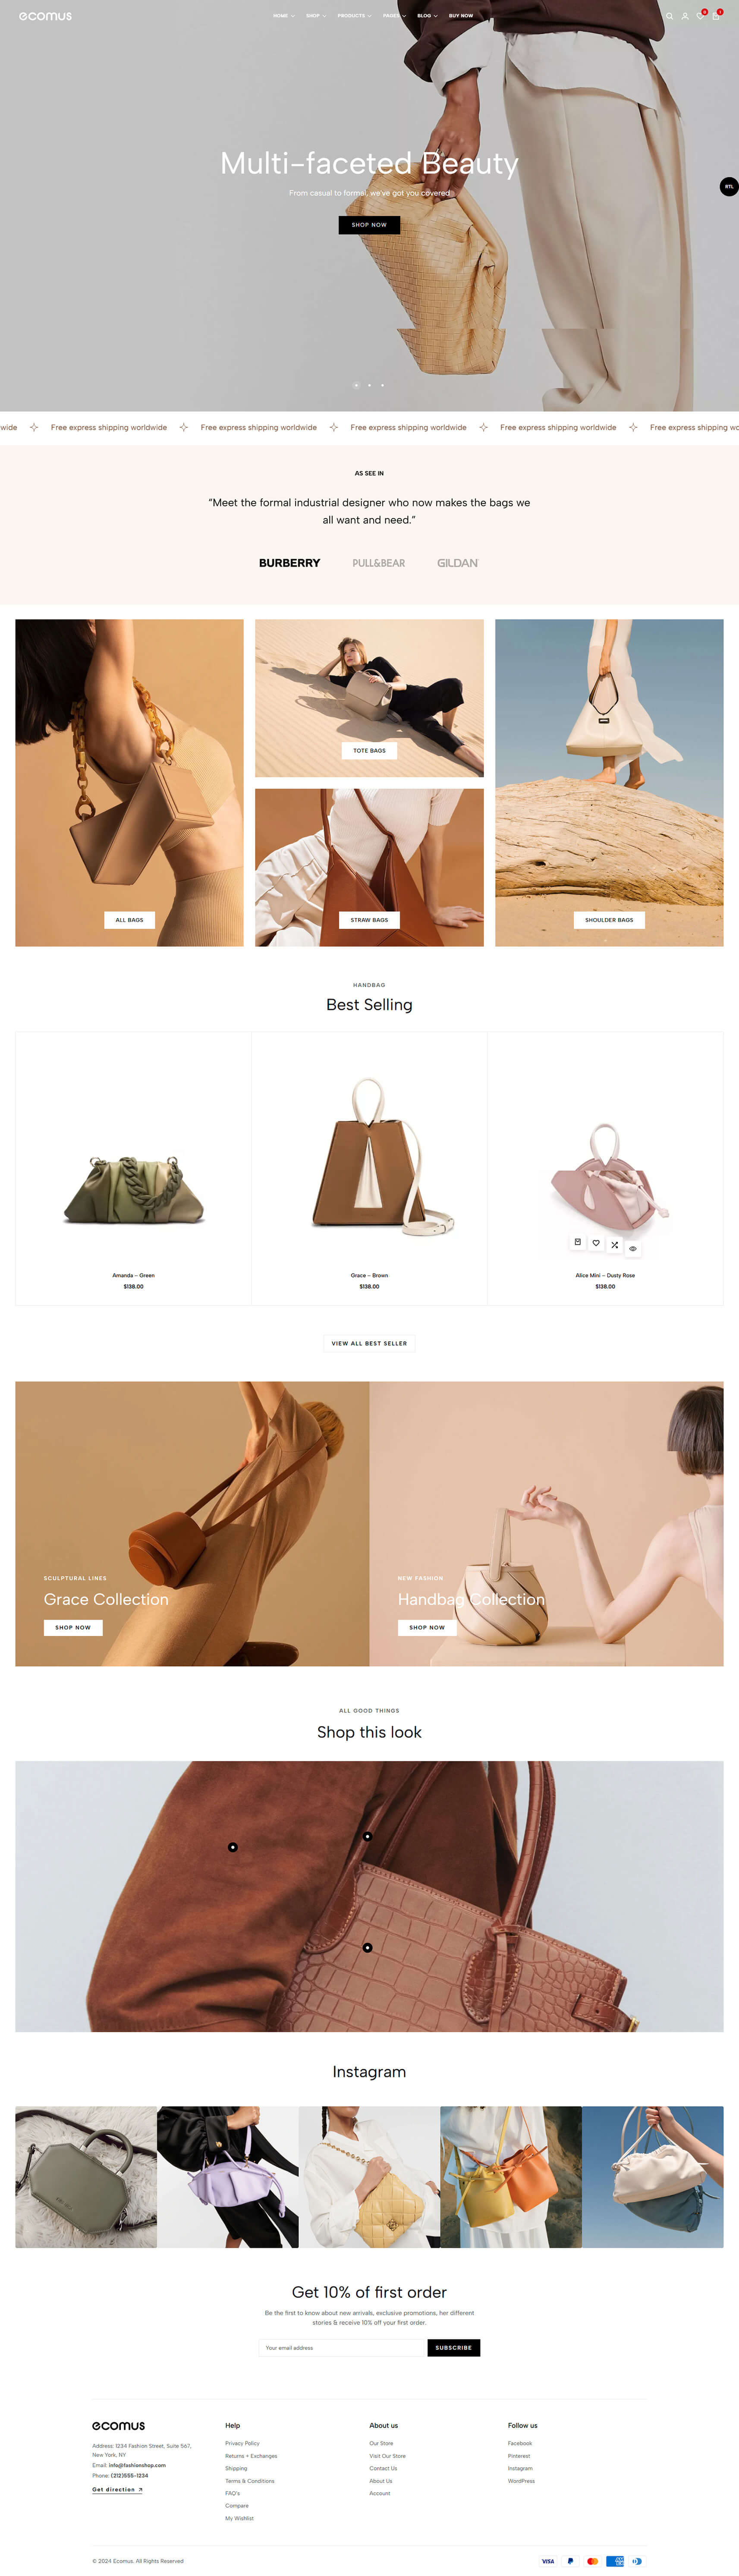 ecomus
HOME
SHOP
PRODUCTS
PAGES
BLOG
BUY NOW
0
1
Multi-faceted Beauty
From casual to formal, we've got you covered
SHOP NOW
RTL
wide
Free express shipping worldwide
Free express shipping worldwide
Free express shipping worldwide
Free express shipping worldwide
Free express shipping wo
AS SEE IN
“Meet the formal industrial designer who now makes the bags we
all want and need.”
BURBERRY
PULL&BEAR
GILDAN
TOTE BAGS
ALL BAGS
STRAW BAGS
SHOULDER BAGS
HANDBAG
Best Selling
Amanda – Green
$138.00
Grace – Brown
$138.00
Alice Mini – Dusty Rose
$138.00
VIEW ALL BEST SELLER
SCULPTURAL LINES
Grace Collection
SHOP NOW
NEW FASHION
Handbag Collection
SHOP NOW
ALL GOOD THINGS
Shop this look
Instagram
Get 10% of first order
Be the first to know about new arrivals, exclusive promotions, her different
stories & receive 10% off your first order.
Your email address
SUBSCRIBE
ecomus
Address: 1234 Fashion Street, Suite 567,
New York, NY
Email: info@fashionshop.com
Phone: (212)555-1234
Get direction
Help
Privacy Policy
Returns + Exchanges
Shipping
Terms & Conditions
FAQ's
Compare
My Wishlist
About us
Our Store
Visit Our Store
Contact Us
About Us
Account
Follow us
Facebook
Pinterest
Instagram
WordPress
© 2024 Ecomus. All Rights Reserved
VISA